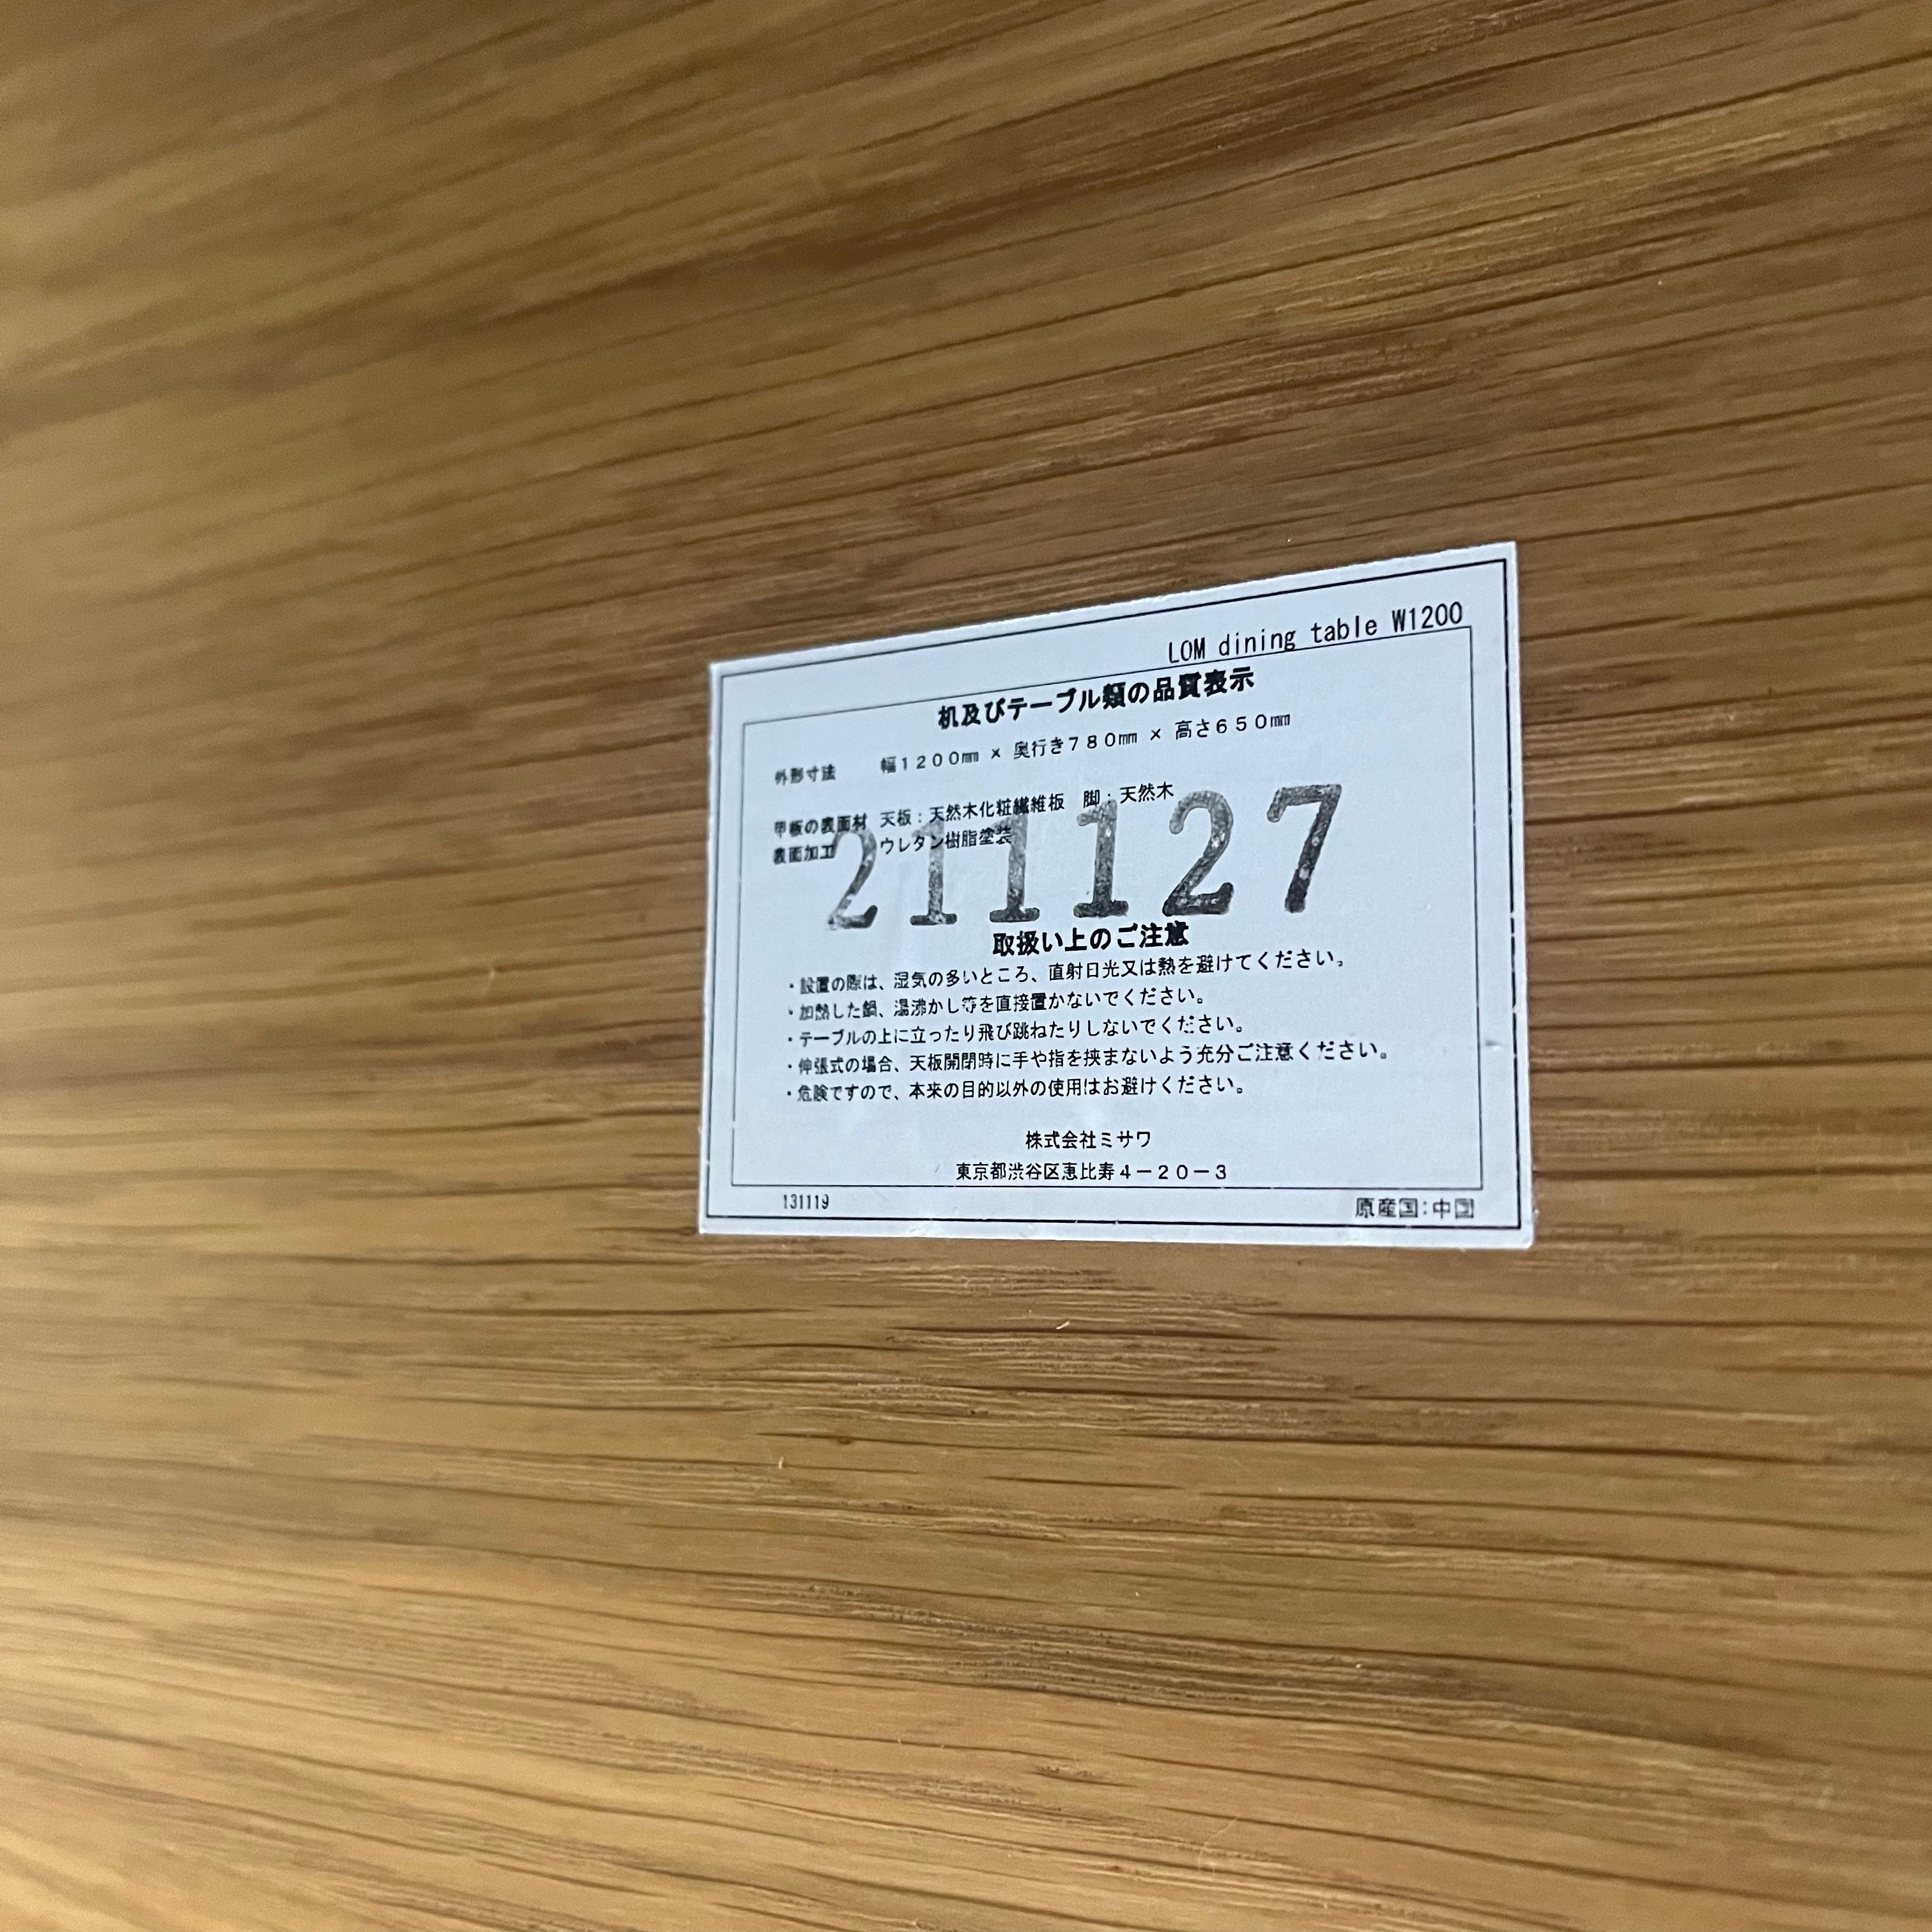 LOM dining table W1200
机及びテーブル類の品質表示
外形寸法 幅1200㎜ × 奥行き780㎜ × 高さ650㎜
甲板の表面材 天板:天然木化粧繊維板 脚:天然木
表面加工 ウレタン樹脂塗装
211127
取扱い上のご注意
・設置の際は、湿気の多いところ、直射日光又は熱を避けてください。
・加熱した鍋、湯沸かし等を直接置かないでください。
・テーブルの上に立ったり飛び跳ねたりしないでください。
・伸張式の場合、天板開閉時に手や指を挟まないよう充分ご注意ください。
・危険ですので、本来の目的以外の使用はお避けください。
株式会社ミサワ
東京都渋谷区恵比寿4-20-3
131119 原産国:中国